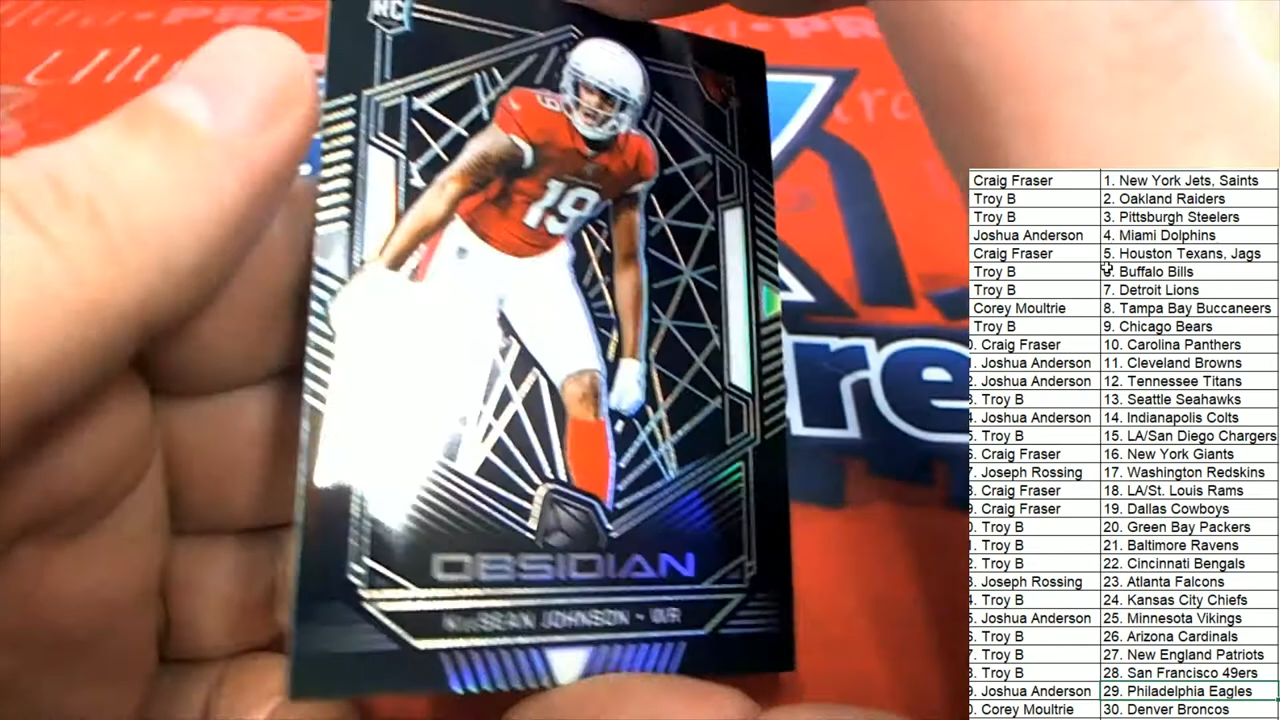 RC
19
19
OBSIDIAN
JOHNSON - WR
re
Craig Fraser 1. New York Jets, Saints
Troy B 2. Oakland Raiders
Troy B 3. Pittsburgh Steelers
Joshua Anderson 4. Miami Dolphins
Craig Fraser 5. Houston Texans, Jags
Troy B Buffalo Bills
Troy B 7. Detroit Lions
Corey Moultrie 8. Tampa Bay Buccaneers
Troy B 9. Chicago Bears
Craig Fraser 10. Carolina Panthers
Joshua Anderson 11. Cleveland Browns
Joshua Anderson 12. Tennessee Titans
Troy B 13. Seattle Seahawks
Joshua Anderson 14. Indianapolis Colts
Troy B 15. LA/San Diego Chargers
Craig Fraser 16. New York Giants
Joseph Rossing 17. Washington Redskins
Craig Fraser 18. LA/St. Louis Rams
Craig Fraser 19. Dallas Cowboys
Troy B 20. Green Bay Packers
Troy B 21. Baltimore Ravens
Troy B 22. Cincinnati Bengals
Joseph Rossing 23. Atlanta Falcons
Troy B 24. Kansas City Chiefs
Joshua Anderson 25. Minnesota Vikings
Troy B 26. Arizona Cardinals
Troy B 27. New England Patriots
Troy B 28. San Francisco 49ers
Joshua Anderson 29. Philadelphia Eagles
Corey Moultrie 30. Denver Broncos